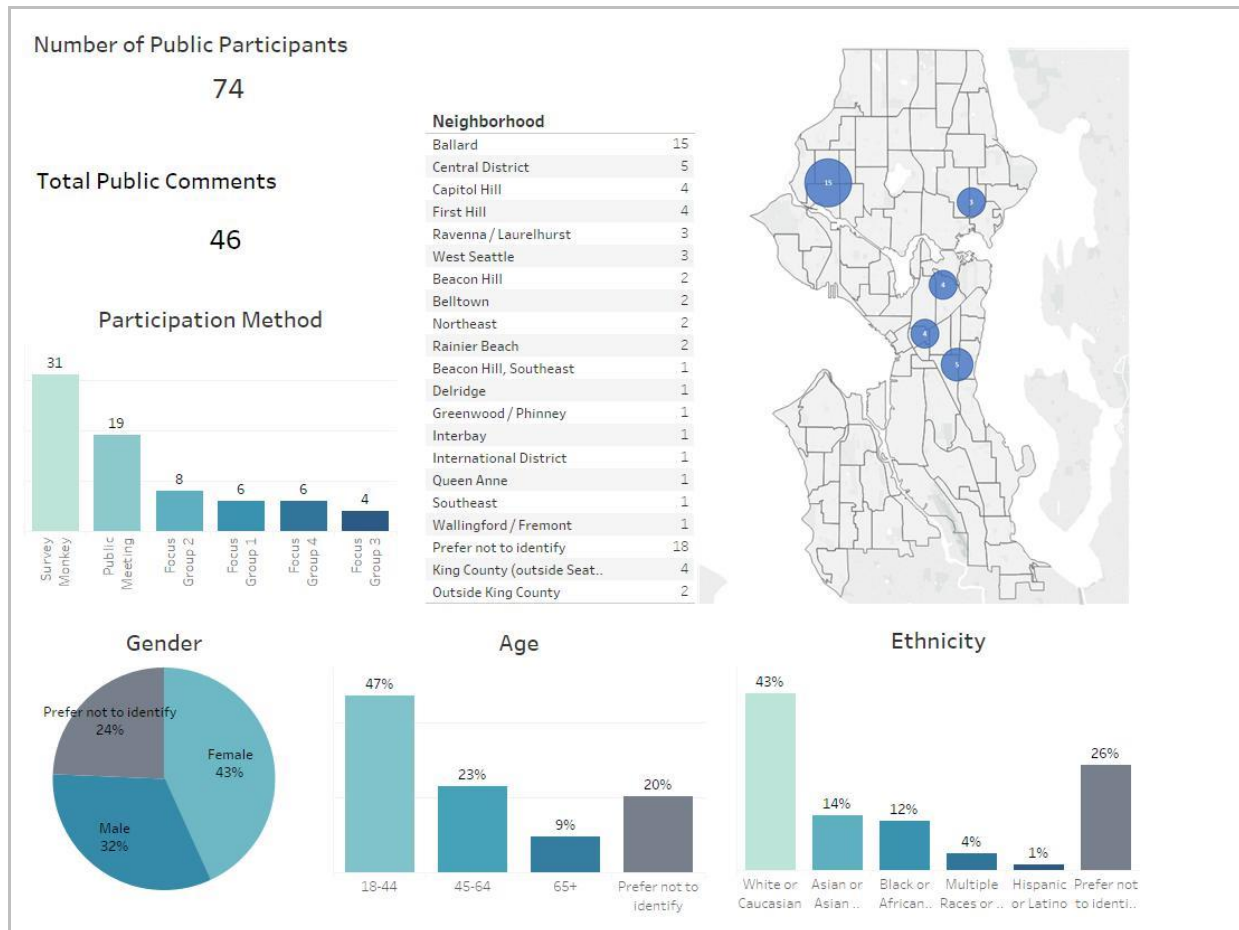 Number of Public Participants
74
Total Public Comments
46
Participation Method
31
19
8
6
6
4
Survey
Monkey
Public
Meeting
Focus
Group 2
Focus
Group 1
Focus
Group 4
Focus
Group 3
Neighborhood
Ballard 15
Central District 5
Capitol Hill 4
First Hill 4
Ravenna / Laurelhurst 3
West Seattle 3
Beacon Hill 2
Belltown 2
Northeast 2
Rainier Beach 2
Beacon Hill, Southeast 1
Delridge 1
Greenwood / Phinney 1
Interbay 1
International District 1
Queen Anne 1
Southeast 1
Wallingford / Fremont 1
Prefer not to identify 18
King County (outside Seat.. 4
Outside King County 2
15
3
4
4
5
Gender
Prefer not to identify
24%
Female
43%
Male
32%
Age
47%
23%
9%
20%
18-44
45-64
65+
Prefer not to
identify
Ethnicity
43%
14%
12%
4%
1%
26%
White or
Caucasian
Asian or
Asian ..
Black or
African..
Multiple
Races or ..
Hispanic
or Latino
Prefer not
to identi..